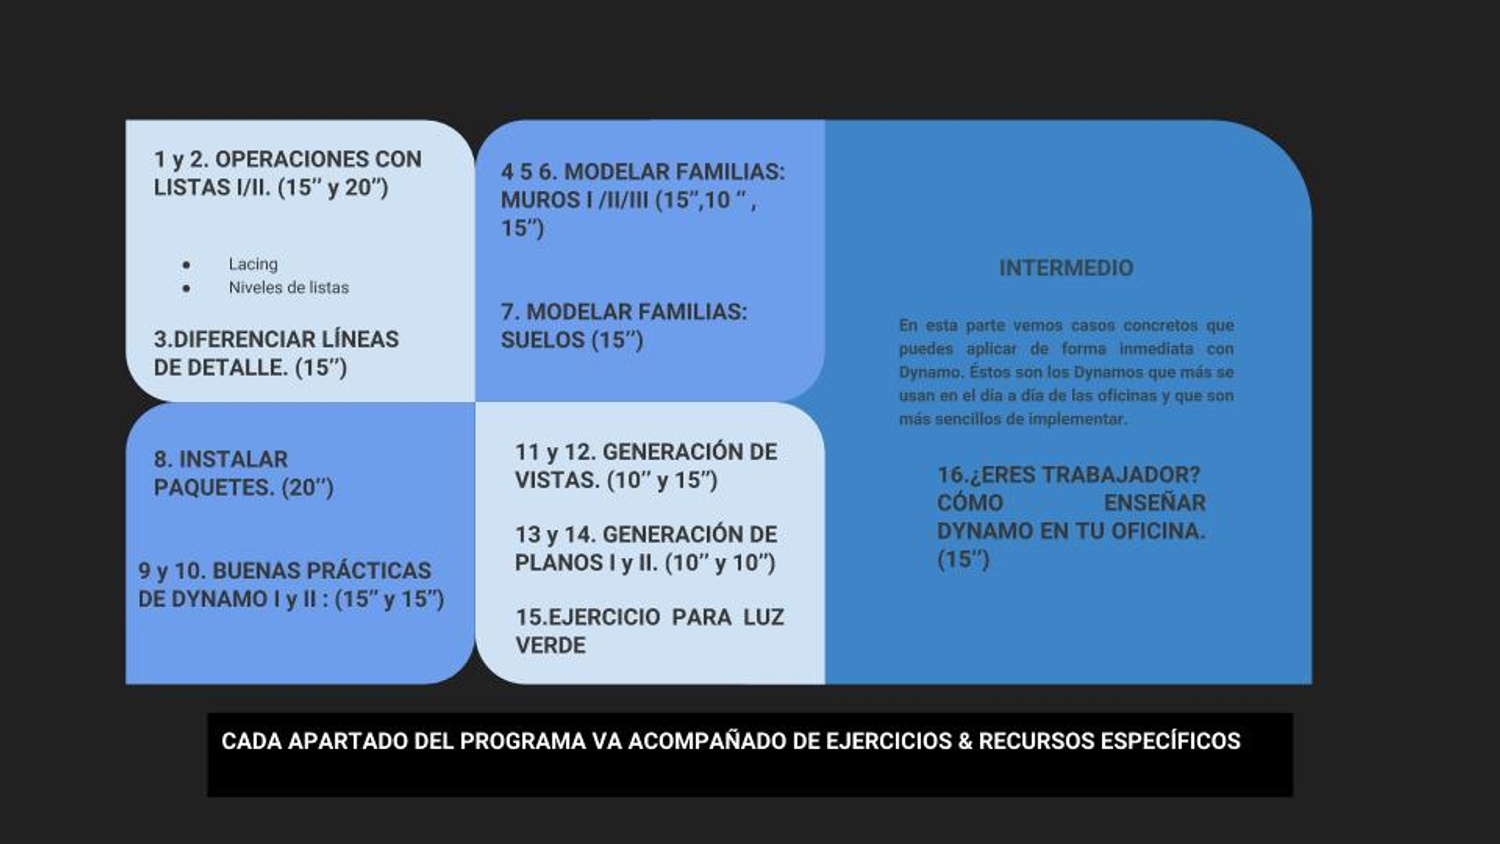 1 y 2. OPERACIONES CON
LISTAS I/II. (15’’ y 20’’)
● Lacing
● Niveles de listas
3.DIFERENCIAR LÍNEAS
DE DETALLE. (15’’)
4 5 6. MODELAR FAMILIAS:
MUROS I /II/III (15’’,10 ‘’ ,
15’’)
7. MODELAR FAMILIAS:
SUELOS (15’’)
8. INSTALAR
PAQUETES. (20’’)
9 y 10. BUENAS PRÁCTICAS
DE DYNAMO I y II : (15’’ y 15’’)
11 y 12. GENERACIÓN DE
VISTAS. (10’’ y 15’’)
13 y 14. GENERACIÓN DE
PLANOS I y II. (10’’ y 10’’)
15.EJERCICIO PARA LUZ
VERDE
INTERMEDIO
En esta parte vemos casos concretos que
puedes aplicar de forma inmediata con
Dynamo. Éstos son los Dynamos que más se
usan en el día a día de las oficinas y que son
más sencillos de implementar.
16.¿ERES TRABAJADOR?
CÓMO ENSEÑAR
DYNAMO EN TU OFICINA.
(15’’)
CADA APARTADO DEL PROGRAMA VA ACOMPAÑADO DE EJERCICIOS & RECURSOS ESPECÍFICOS